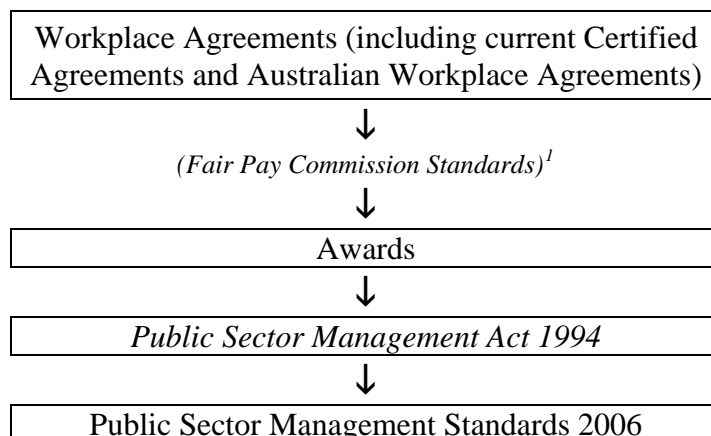 Workplace Agreements (including current Certified
Agreements and Australian Workplace Agreements)
↓
(Fair Pay Commission Standards)¹
↓
Awards
↓
Public Sector Management Act 1994
↓
Public Sector Management Standards 2006